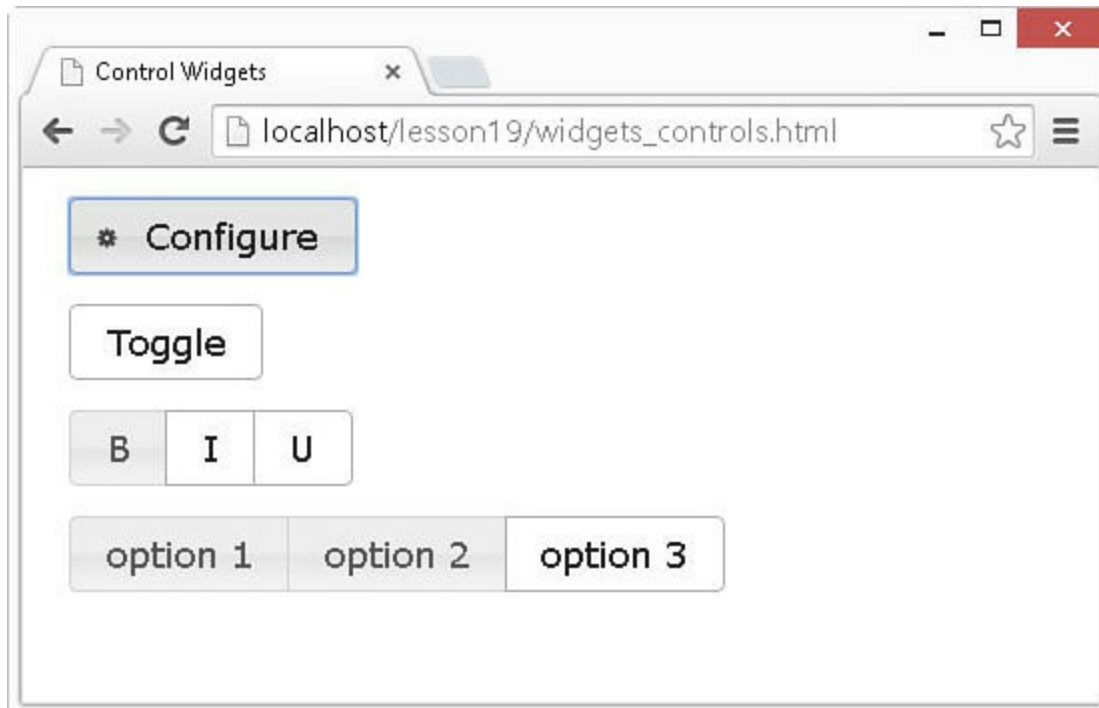 Control Widgets
localhost/lesson19/widgets_controls.html
Configure
Toggle
B I U
option 1 option 2 option 3